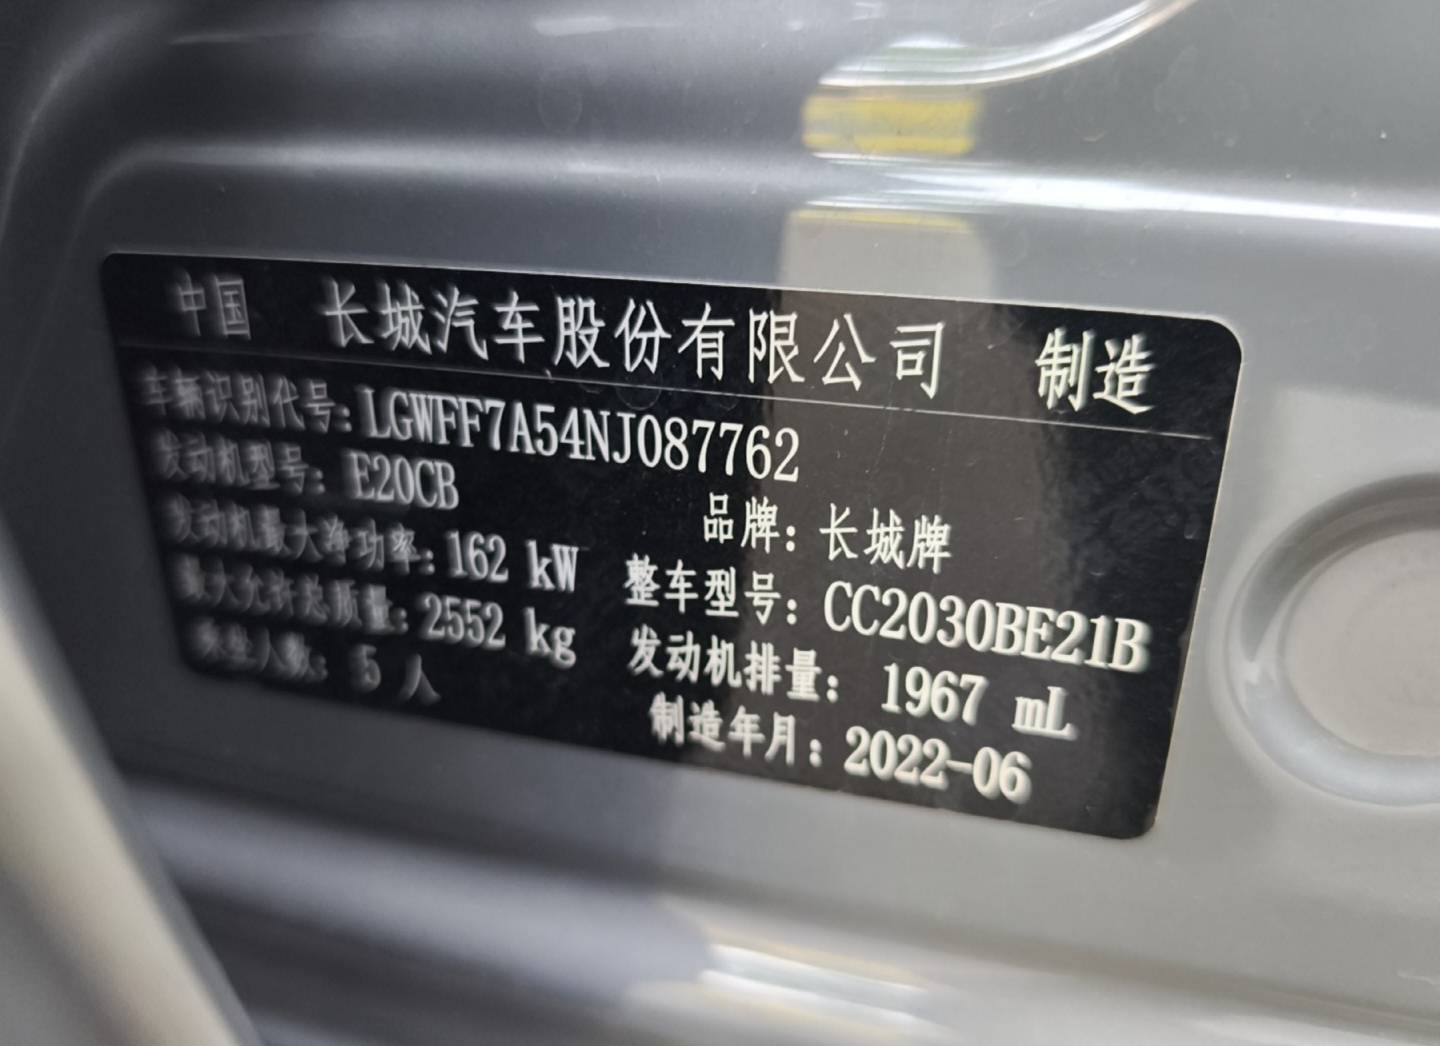 中国 长城汽车股份有限公司 制造
车辆识别代号: LGWFF7A54NJ087762
发动机型号: E20CB 品牌: 长城牌
发动机最大净功率: 162 kW 整车型号: CC2030BE21B
最大允许总质量: 2552 kg 发动机排量: 1967 mL
乘坐人数: 5 人 制造年月: 2022-06